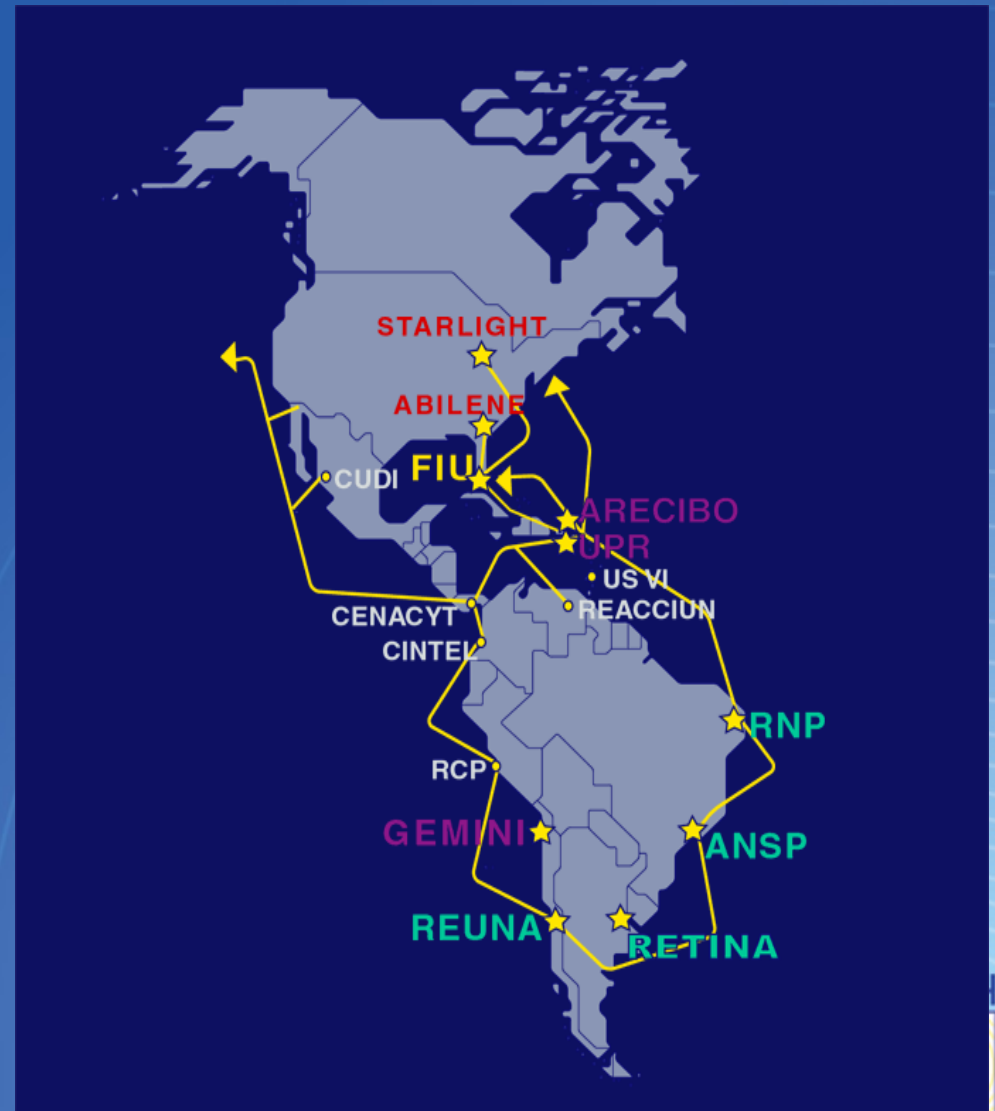 STARLIGHT
ABILENE
FIU
CUDI
ARECIBO
UPR
US VI
CENACYT
REACCIUN
CINTEL
RNP
RCP
GEMINI
ANSP
REUNA
RETINA